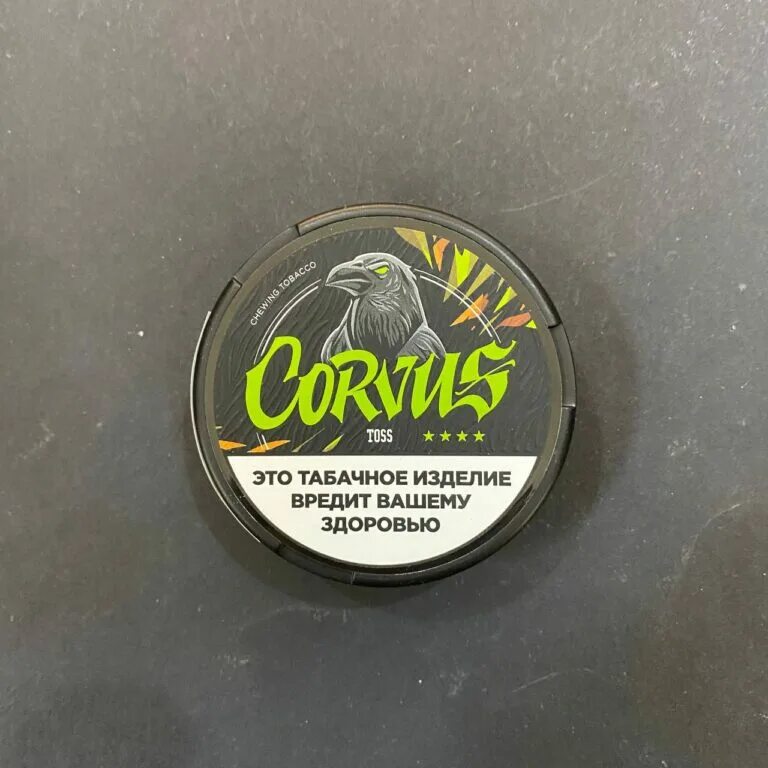 CHEWING TOBACCO
CORVUS
TOSS ★★★★
ЭТО ТАБАЧНОЕ ИЗДЕЛИЕ
ВРЕДИТ ВАШЕМУ
ЗДОРОВЬЮ